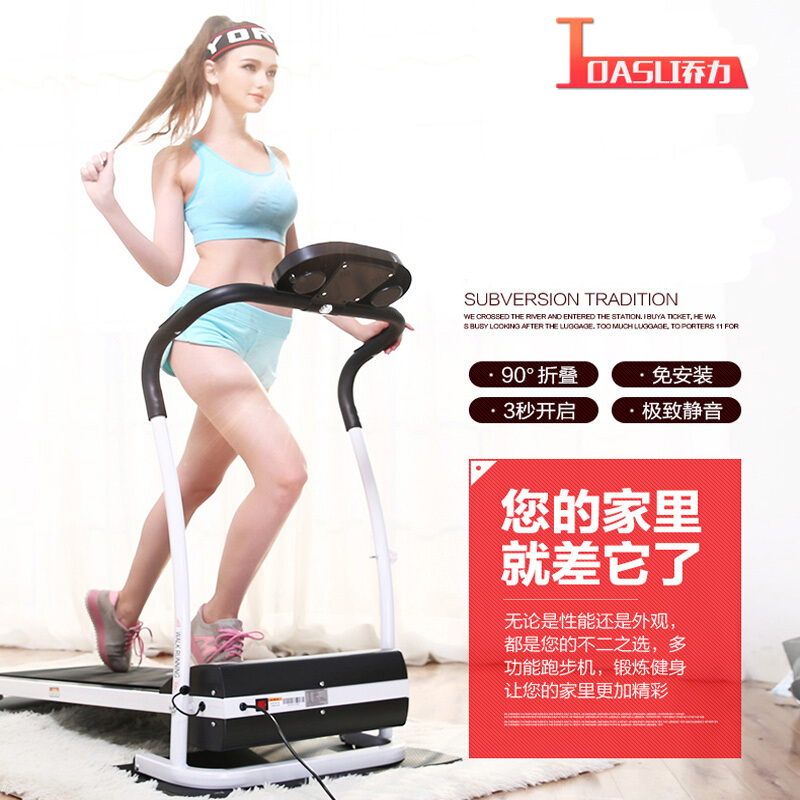 YOR
TOASLI乔力
SUBVERSION TRADITION
WE CROSSED THE RIVER AND ENTERED THE STATION. I BUYA TICKET, HE WA
S BUSY LOOKING AFTER THE LUGGAGE. TOO MUCH LUGGAGE, TO PORTERS 11 FOR
· 90° 折叠
· 免安装
· 3秒开启
· 极致静音
您的家里
就差它了
无论是性能还是外观，
都是您的不二之选，多
功能跑步机，锻炼健身
让您的家里更加精彩
WALK RUNNING